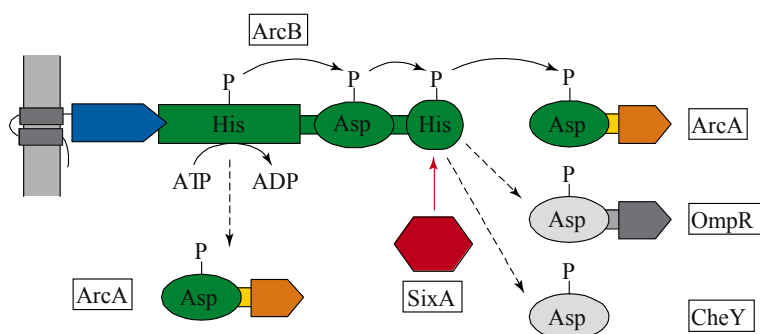 ArcB
P P P P
His Asp His Asp ArcA
ATP ADP
P
Asp OmpR
P
ArcA Asp SixA
P
Asp CheY